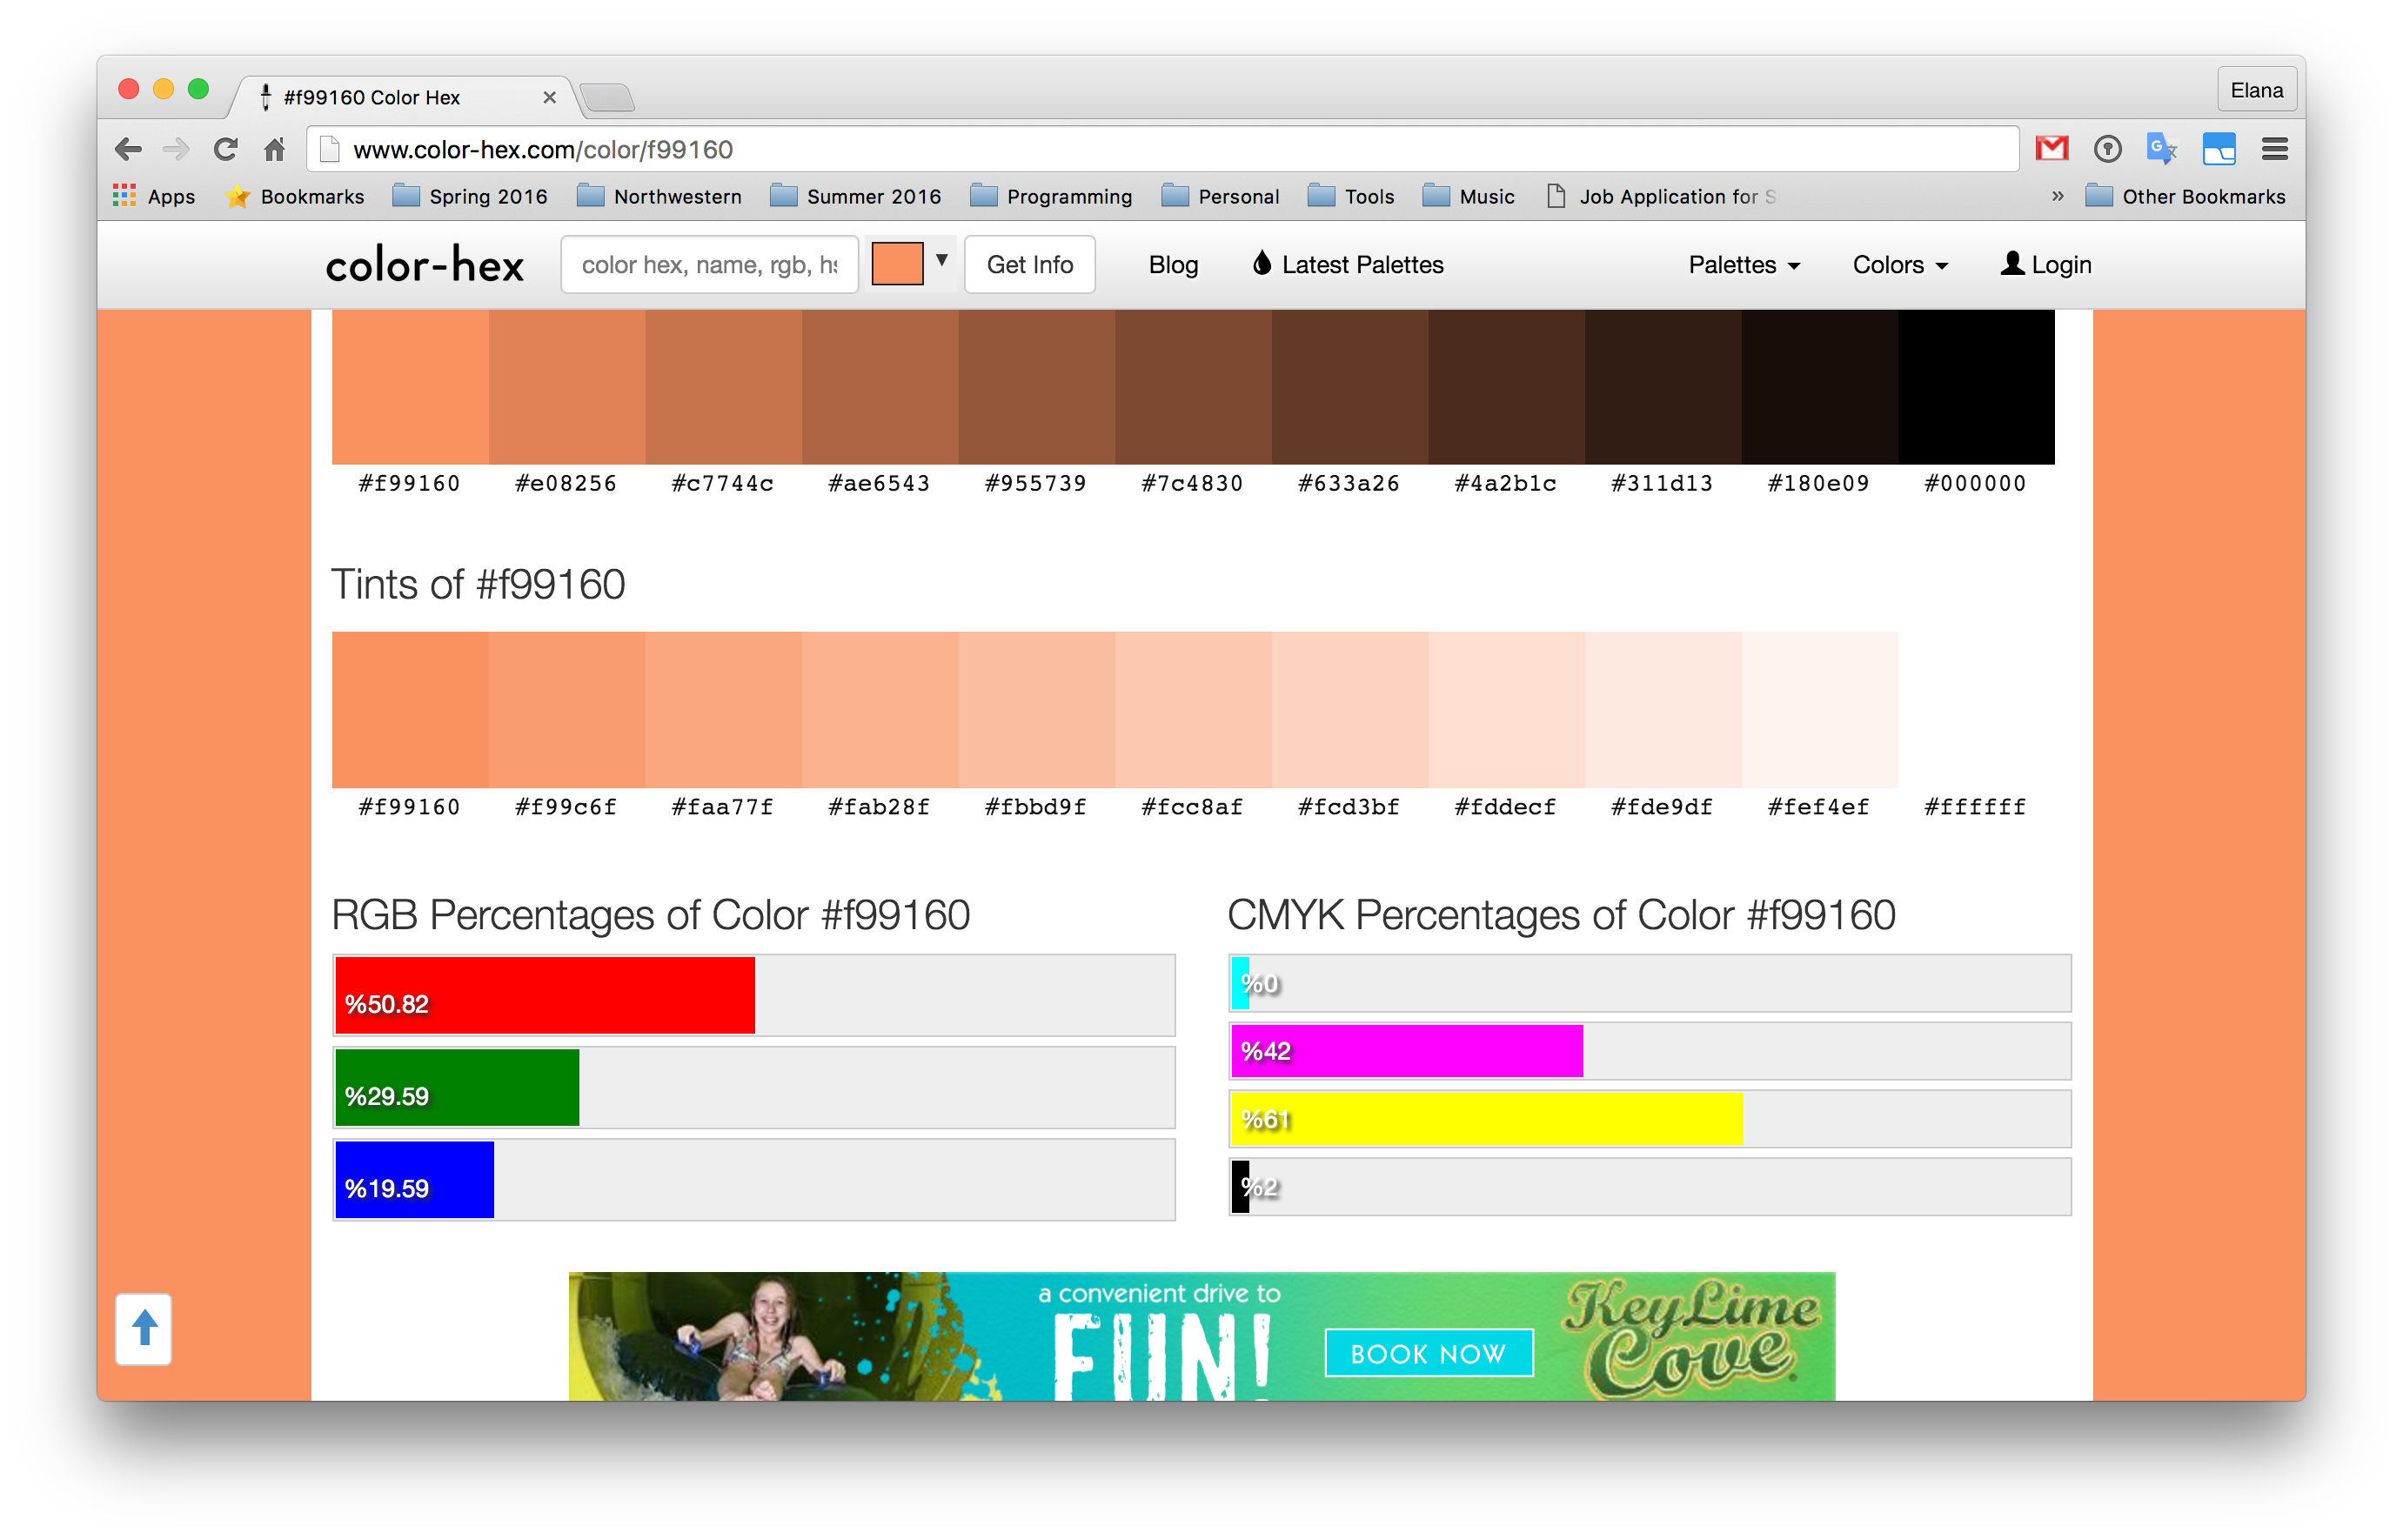 #f99160 Color Hex
Elana
www.color-hex.com/color/f99160
Apps Bookmarks Spring 2016 Northwestern Summer 2016 Programming Personal Tools Music Job Application for S » Other Bookmarks
color-hex color hex, name, rgb, hs Get Info Blog Latest Palettes Palettes Colors Login
#f99160 #e08256 #c7744c #ae6543 #955739 #7c4830 #633a26 #4a2b1c #311d13 #180e09 #000000
Tints of #f99160
#f99160 #f99c6f #faa77f #fab28f #fbbd9f #fcc8af #fcd3bf #fddecf #fde9df #fef4ef #ffffff
RGB Percentages of Color #f99160
%50.82
%29.59
%19.59
CMYK Percentages of Color #f99160
%0
%42
%61
%2
a convenient drive to
FUN!
BOOK NOW
KeyLime
Cove